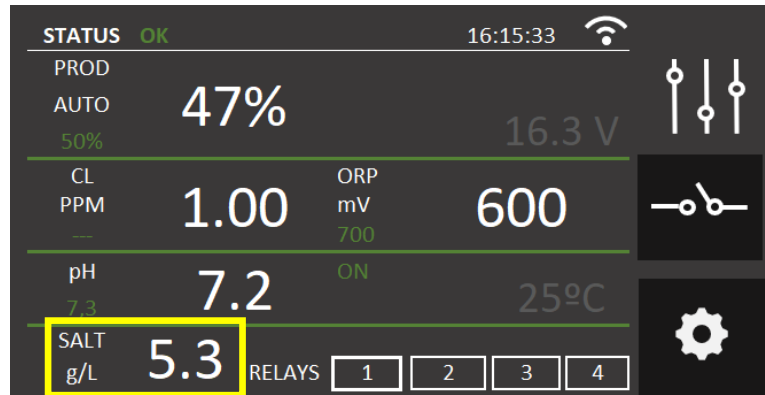 STATUS OK 16:15:33
PROD
AUTO 47%
50% 16.3 V
CL ORP
PPM 1.00 mV 600
--- 700
pH 7.2 ON
7,3 25ºC
SALT
g/L 5.3 RELAYS 1 2 3 4